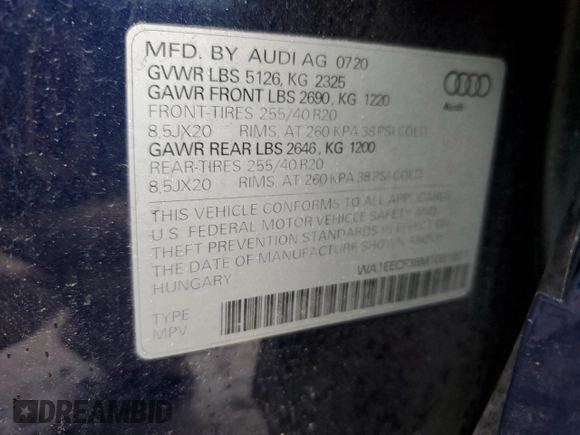 MFD. BY AUDI AG 07/20
GVWR LBS 5126, KG 2325
GAWR FRONT LBS 2690, KG 1220
FRONT-TIRES 255/40 R20
8,5JX20 RIMS, AT 260 KPA 38 PSI COLD
GAWR REAR LBS 2646, KG 1200
REAR-TIRES 255/40 R20
8,5JX20 RIMS, AT 260 KPA 38 PSI COLD
Audi
THIS VEHICLE CONFORMS TO ALL APPLICABLE
U.S. FEDERAL MOTOR VEHICLE SAFETY AND
THEFT PREVENTION STANDARDS IN EFFECT ON
THE DATE OF MANUFACTURE SHOWN ABOVE.
HUNGARY
TYPE
MPV
DREAMBID